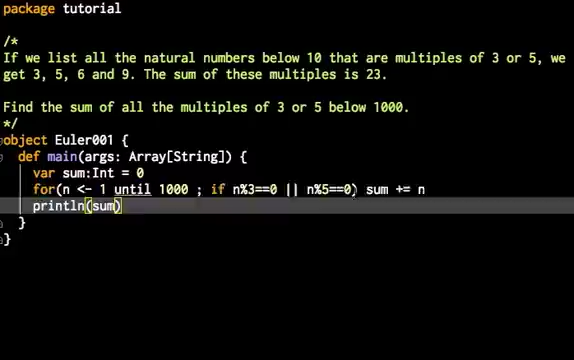 package tutorial
/*
If we list all the natural numbers below 10 that are multiples of 3 or 5, we
get 3, 5, 6 and 9. The sum of these multiples is 23.
Find the sum of all the multiples of 3 or 5 below 1000.
*/
object Euler001 {
def main(args: Array[String]) {
var sum:Int = 0
for(n <- 1 until 1000 ; if n%3==0 || n%5==0) sum += n
println(sum)
}
}